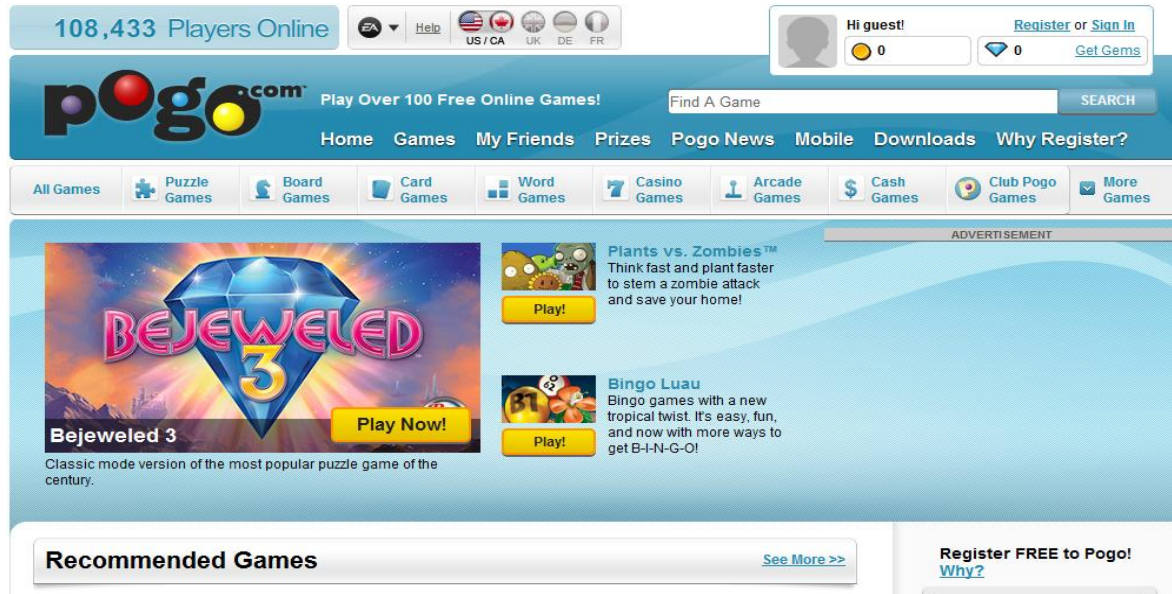 108,433 Players Online
EA
Help
US / CA UK DE FR
Hi guest!
Register or Sign In
0
0
Get Gems
pogo.com
Play Over 100 Free Online Games!
Find A Game
SEARCH
Home Games My Friends Prizes Pogo News Mobile Downloads Why Register?
All Games
Puzzle
Games
Board
Games
Card
Games
Word
Games
Casino
Games
Arcade
Games
$
Cash
Games
Club Pogo
Games
More
Games
ADVERTISEMENT
BEJEWELED
3
Play Now!
Bejeweled 3
Classic mode version of the most popular puzzle game of the
century.
Plants vs. Zombies™
Think fast and plant faster
to stem a zombie attack
and save your home!
Play!
Bingo Luau
Bingo games with a new
tropical twist. It's easy, fun,
and now with more ways to
get B-I-N-G-O!
Play!
Recommended Games
See More >>
Register FREE to Pogo!
Why?